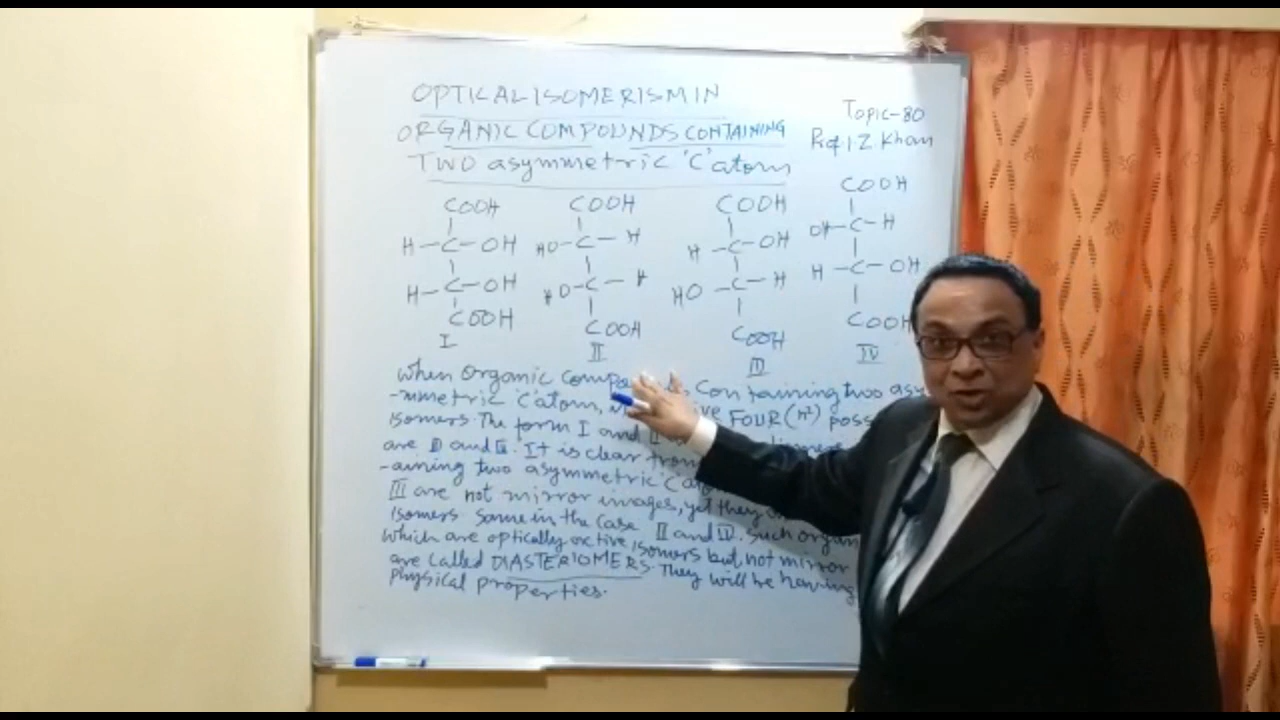 OPTICAL ISOMERISM IN
ORGANIC COMPOUNDS CONTAINING
TWO asymmetric 'C' atom
TOPIC-80
Prof I.Z. Khan
COOH COOH COOH COOH
H-C-OH HO-C-H H-C-OH OH-C-H
H-C-OH HO-C-H HO-C-H H-C-OH
COOH COOH COOH COOH
I II III IV
when organic containing two asy
-mmetric 'C' atom, FOUR (n²)
isomers. The form I and
are and IV. It is clear from
-aining two asymmetric 'C'
III are not mirror images, yet they
isomers. Same in the case II and IV. Such organ
which are optically active isomers but not mirror
are called DIASTERIOMERS. They will be having
physical properties.